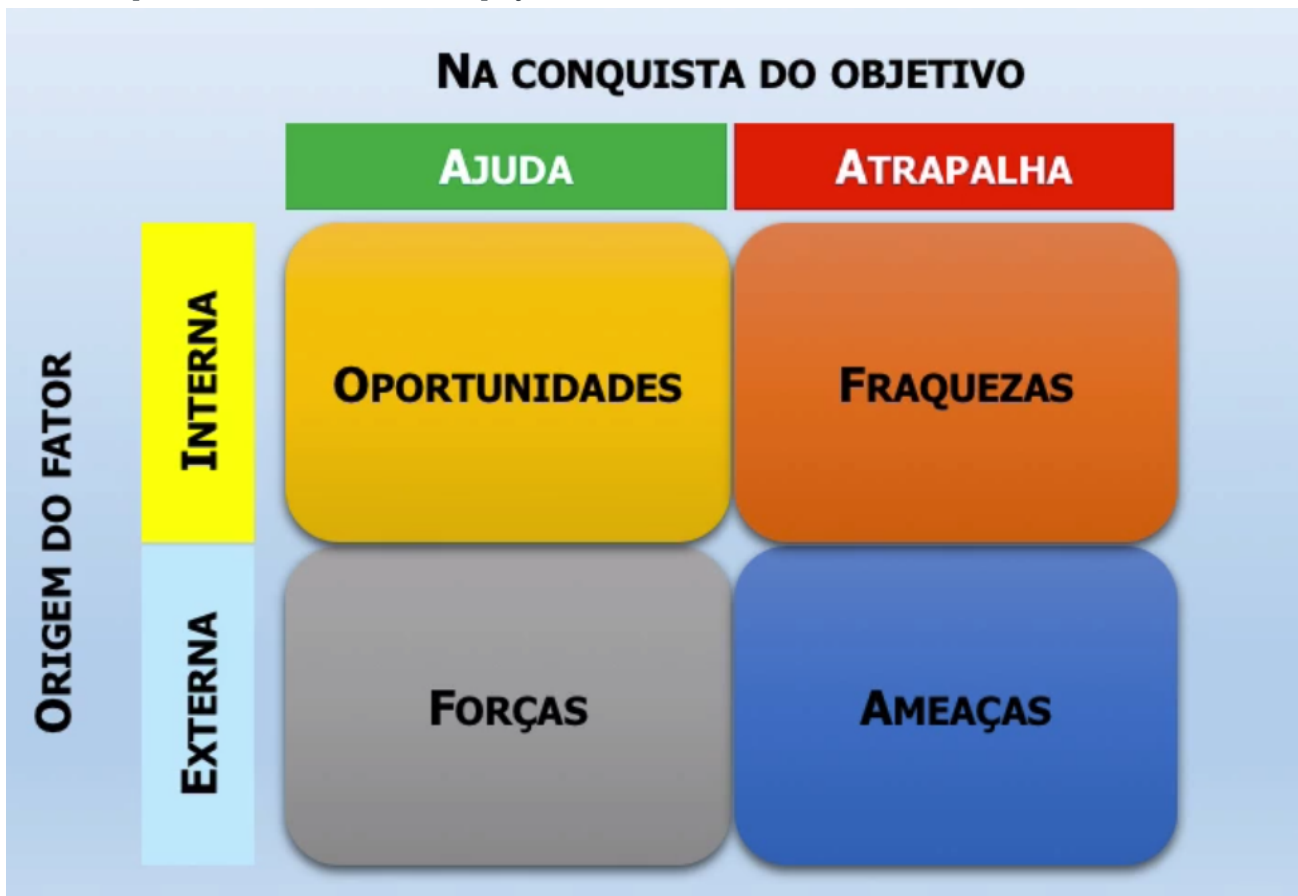 NA CONQUISTA DO OBJETIVO
AJUDA
ATRAPALHA
ORIGEM DO FATOR
INTERNA
OPORTUNIDADES
FRAQUEZAS
EXTERNA
FORÇAS
AMEAÇAS